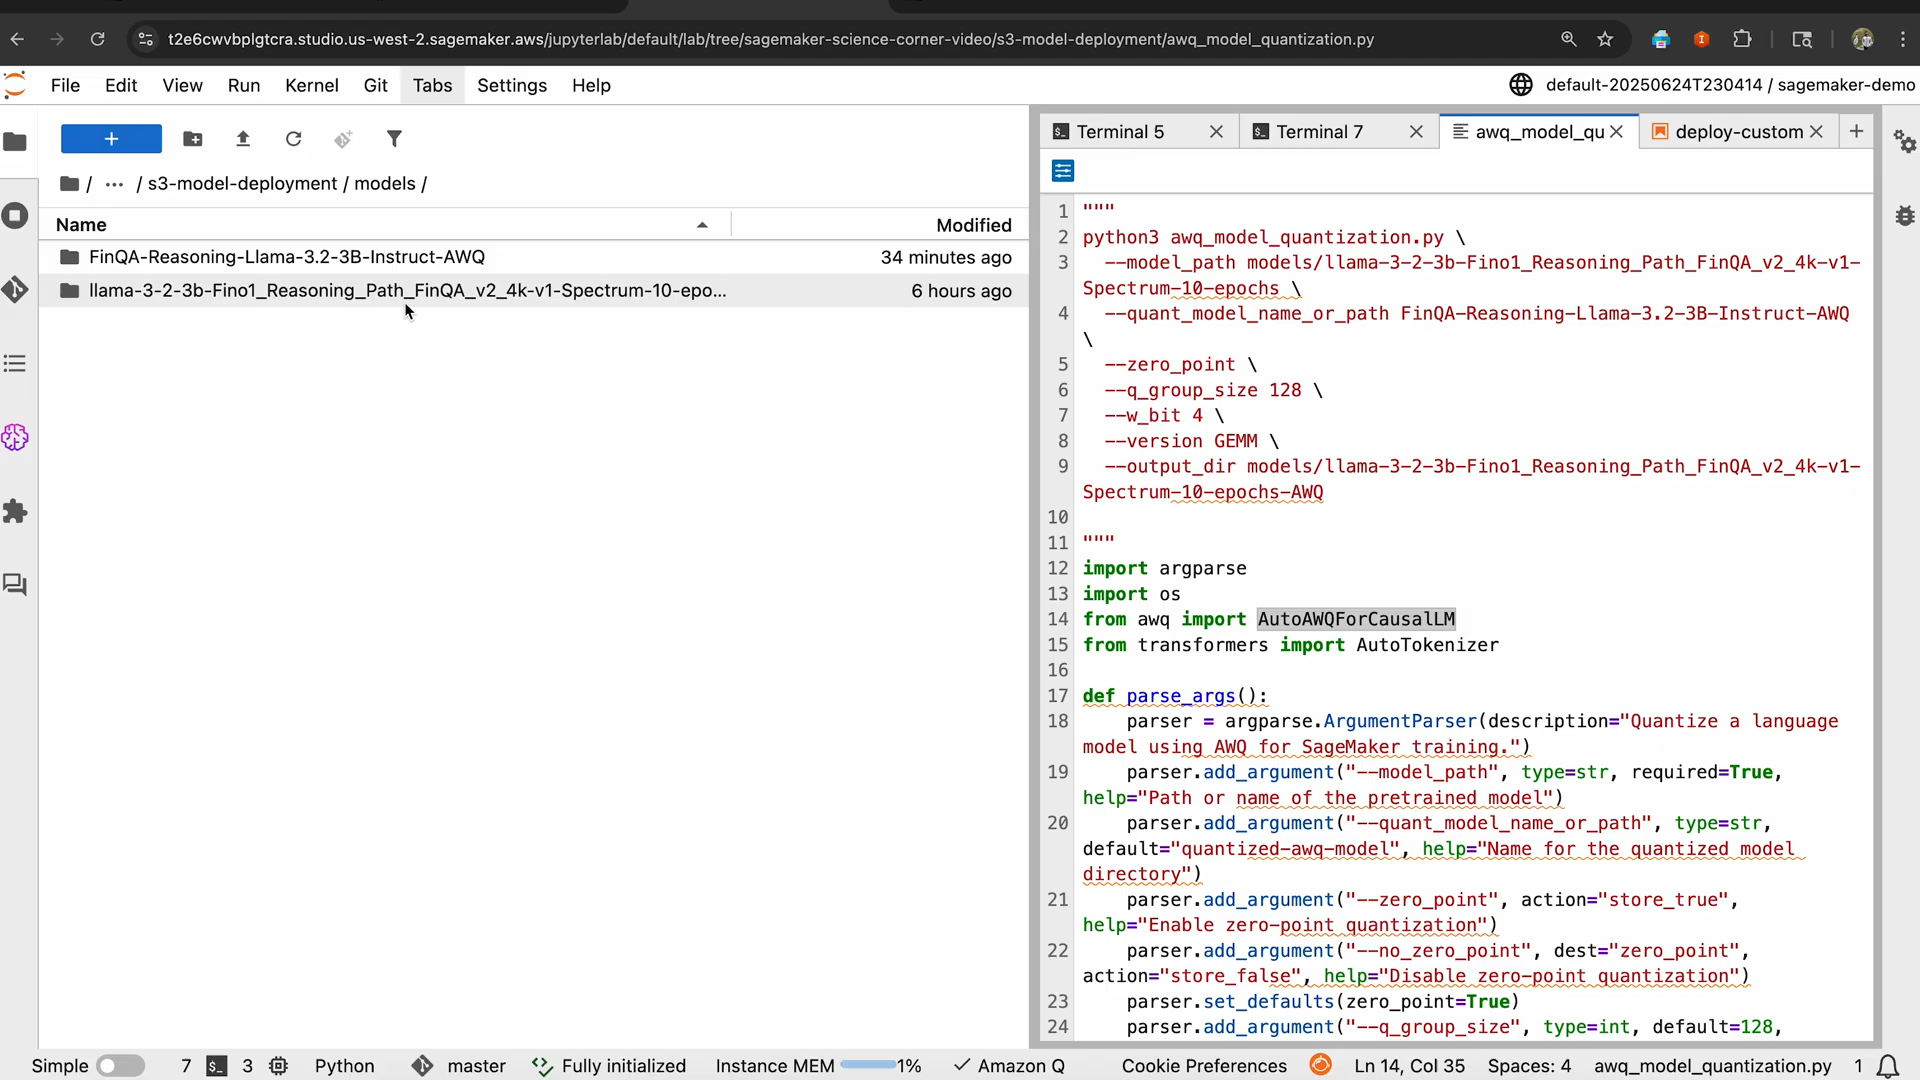 t2e6cwvbplgtcra.studio.us-west-2.sagemaker.aws/jupyterlab/default/lab/tree/sagemaker-science-corner-video/s3-model-deployment/awq_model_quantization.py
File Edit View Run Kernel Git Tabs Settings Help
default-20250624T230414 / sagemaker-demo
+
/ ··· / s3-model-deployment / models /
Name Modified
FinQA-Reasoning-Llama-3.2-3B-Instruct-AWQ 34 minutes ago
llama-3-2-3b-Fino1_Reasoning_Path_FinQA_v2_4k-v1-Spectrum-10-epo... 6 hours ago
Terminal 5 Terminal 7 awq_model_qu deploy-custom +
1 """
2 python3 awq_model_quantization.py \
3   --model_path models/llama-3-2-3b-Fino1_Reasoning_Path_FinQA_v2_4k-v1-
Spectrum-10-epochs \
4   --quant_model_name_or_path FinQA-Reasoning-Llama-3.2-3B-Instruct-AWQ
\
5   --zero_point \
6   --q_group_size 128 \
7   --w_bit 4 \
8   --version GEMM \
9   --output_dir models/llama-3-2-3b-Fino1_Reasoning_Path_FinQA_v2_4k-v1-
Spectrum-10-epochs-AWQ
10
11 """
12 import argparse
13 import os
14 from awq import AutoAWQForCausalLM
15 from transformers import AutoTokenizer
16
17 def parse_args():
18     parser = argparse.ArgumentParser(description="Quantize a language
model using AWQ for SageMaker training.")
19     parser.add_argument("--model_path", type=str, required=True,
help="Path or name of the pretrained model")
20     parser.add_argument("--quant_model_name_or_path", type=str,
default="quantized-awq-model", help="Name for the quantized model
directory")
21     parser.add_argument("--zero_point", action="store_true",
help="Enable zero-point quantization")
22     parser.add_argument("--no_zero_point", dest="zero_point",
action="store_false", help="Disable zero-point quantization")
23     parser.set_defaults(zero_point=True)
24     parser.add_argument("--q_group_size", type=int, default=128,
Simple 7 3 Python master Fully initialized Instance MEM 1% Amazon Q Cookie Preferences Ln 14, Col 35 Spaces: 4 awq_model_quantization.py 1